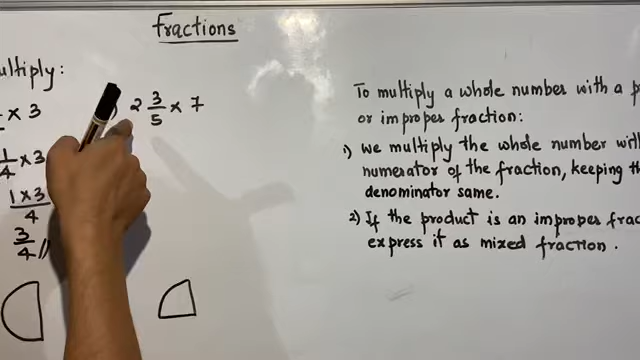 Fractions
ultiply:
x 3
) 2 3/5 x 7
1/4 x 3
1 x 3
4
3/4 //
To multiply a whole number with a p
or improper fraction:
1) We multiply the whole number with
numerator of the fraction, keeping th
denominator same.
2) If the product is an improper frac
express it as mixed fraction.